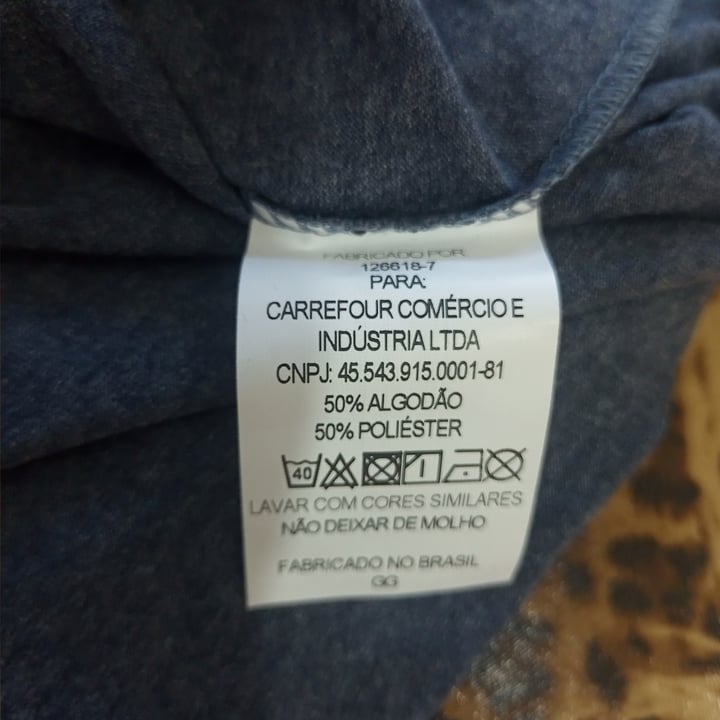 FABRICADO POR
126618-7
PARA:
CARREFOUR COMÉRCIO E
INDÚSTRIA LTDA
CNPJ: 45.543.915.0001-81
50% ALGODÃO
50% POLIÉSTER
40
LAVAR COM CORES SIMILARES
NÃO DEIXAR DE MOLHO
FABRICADO NO BRASIL
GG